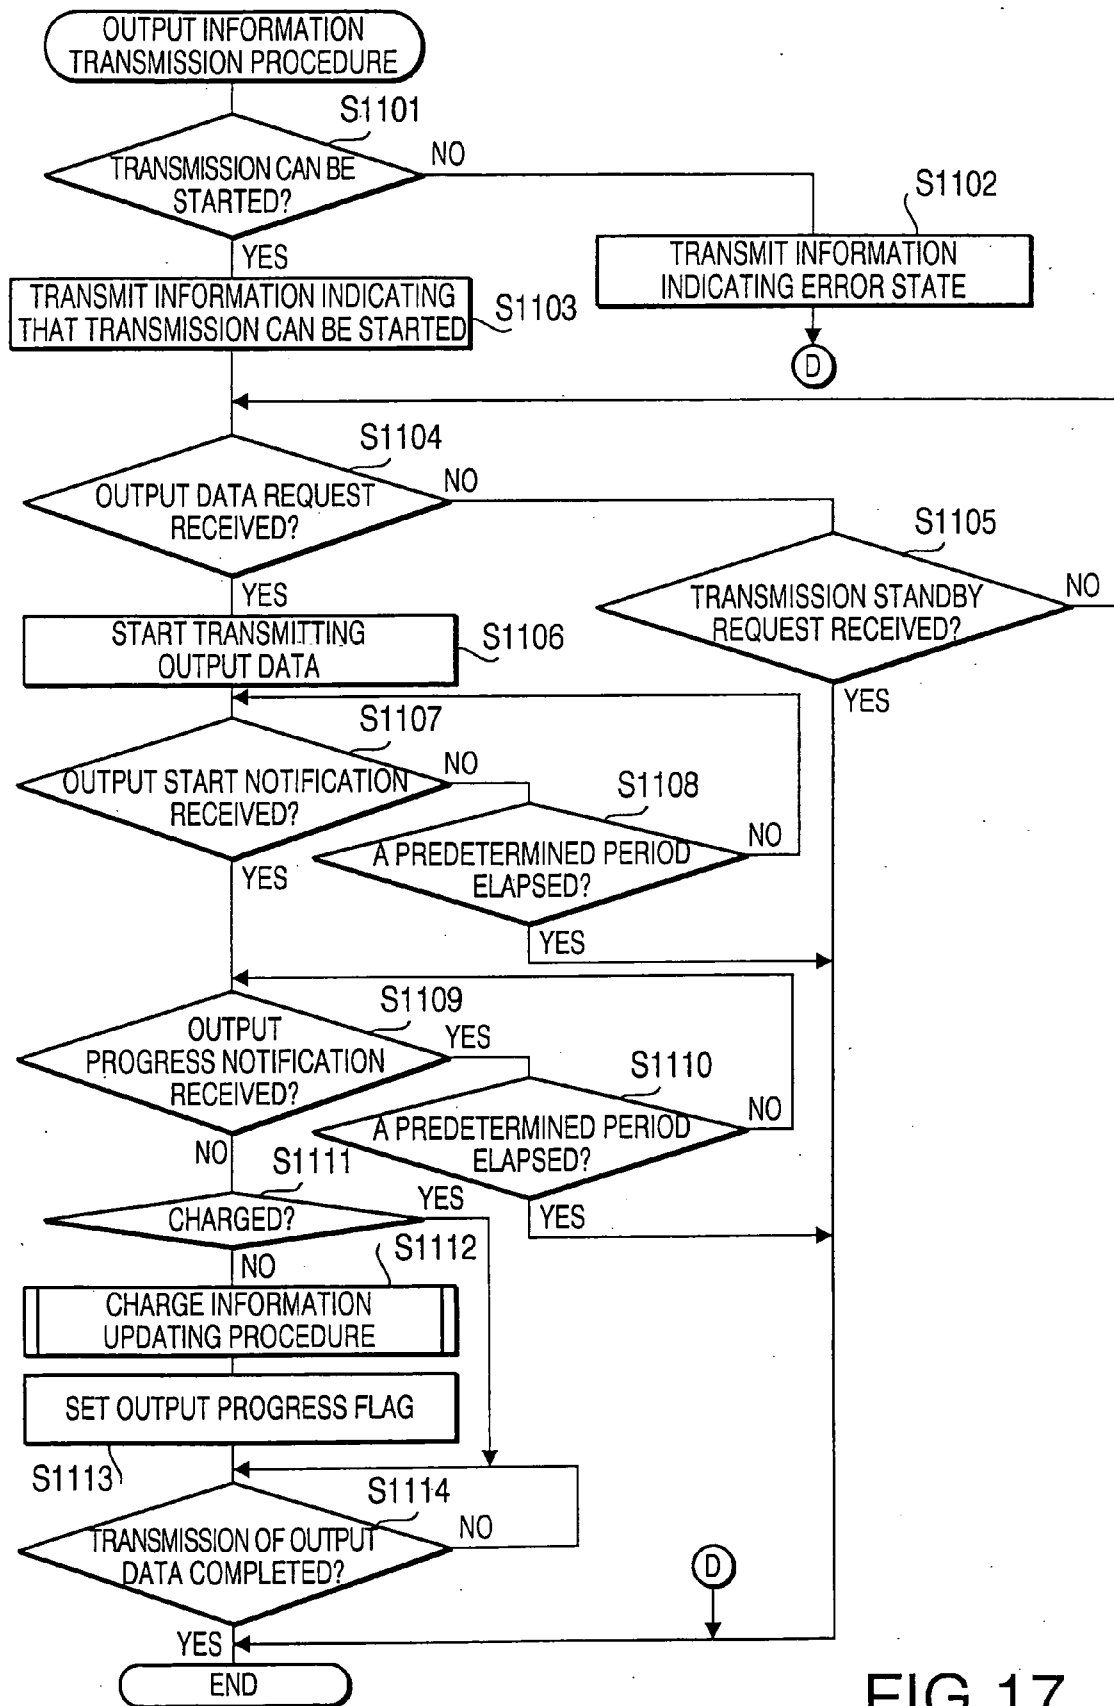 OUTPUT INFORMATION
TRANSMISSION PROCEDURE
S1101
TRANSMISSION CAN BE
STARTED?
NO
YES
S1102
TRANSMIT INFORMATION
INDICATING ERROR STATE
D
TRANSMIT INFORMATION INDICATING
THAT TRANSMISSION CAN BE STARTED
S1103
S1104
OUTPUT DATA REQUEST
RECEIVED?
NO
YES
S1105
TRANSMISSION STANDBY
REQUEST RECEIVED?
NO
YES
START TRANSMITTING
OUTPUT DATA
S1106
S1107
OUTPUT START NOTIFICATION
RECEIVED?
NO
YES
S1108
A PREDETERMINED PERIOD
ELAPSED?
NO
YES
S1109
OUTPUT
PROGRESS NOTIFICATION
RECEIVED?
YES
NO
S1110
A PREDETERMINED PERIOD
ELAPSED?
NO
YES
S1111
CHARGED?
YES
NO
S1112
CHARGE INFORMATION
UPDATING PROCEDURE
SET OUTPUT PROGRESS FLAG
S1113
S1114
TRANSMISSION OF OUTPUT
DATA COMPLETED?
NO
YES
D
END
FIG.17